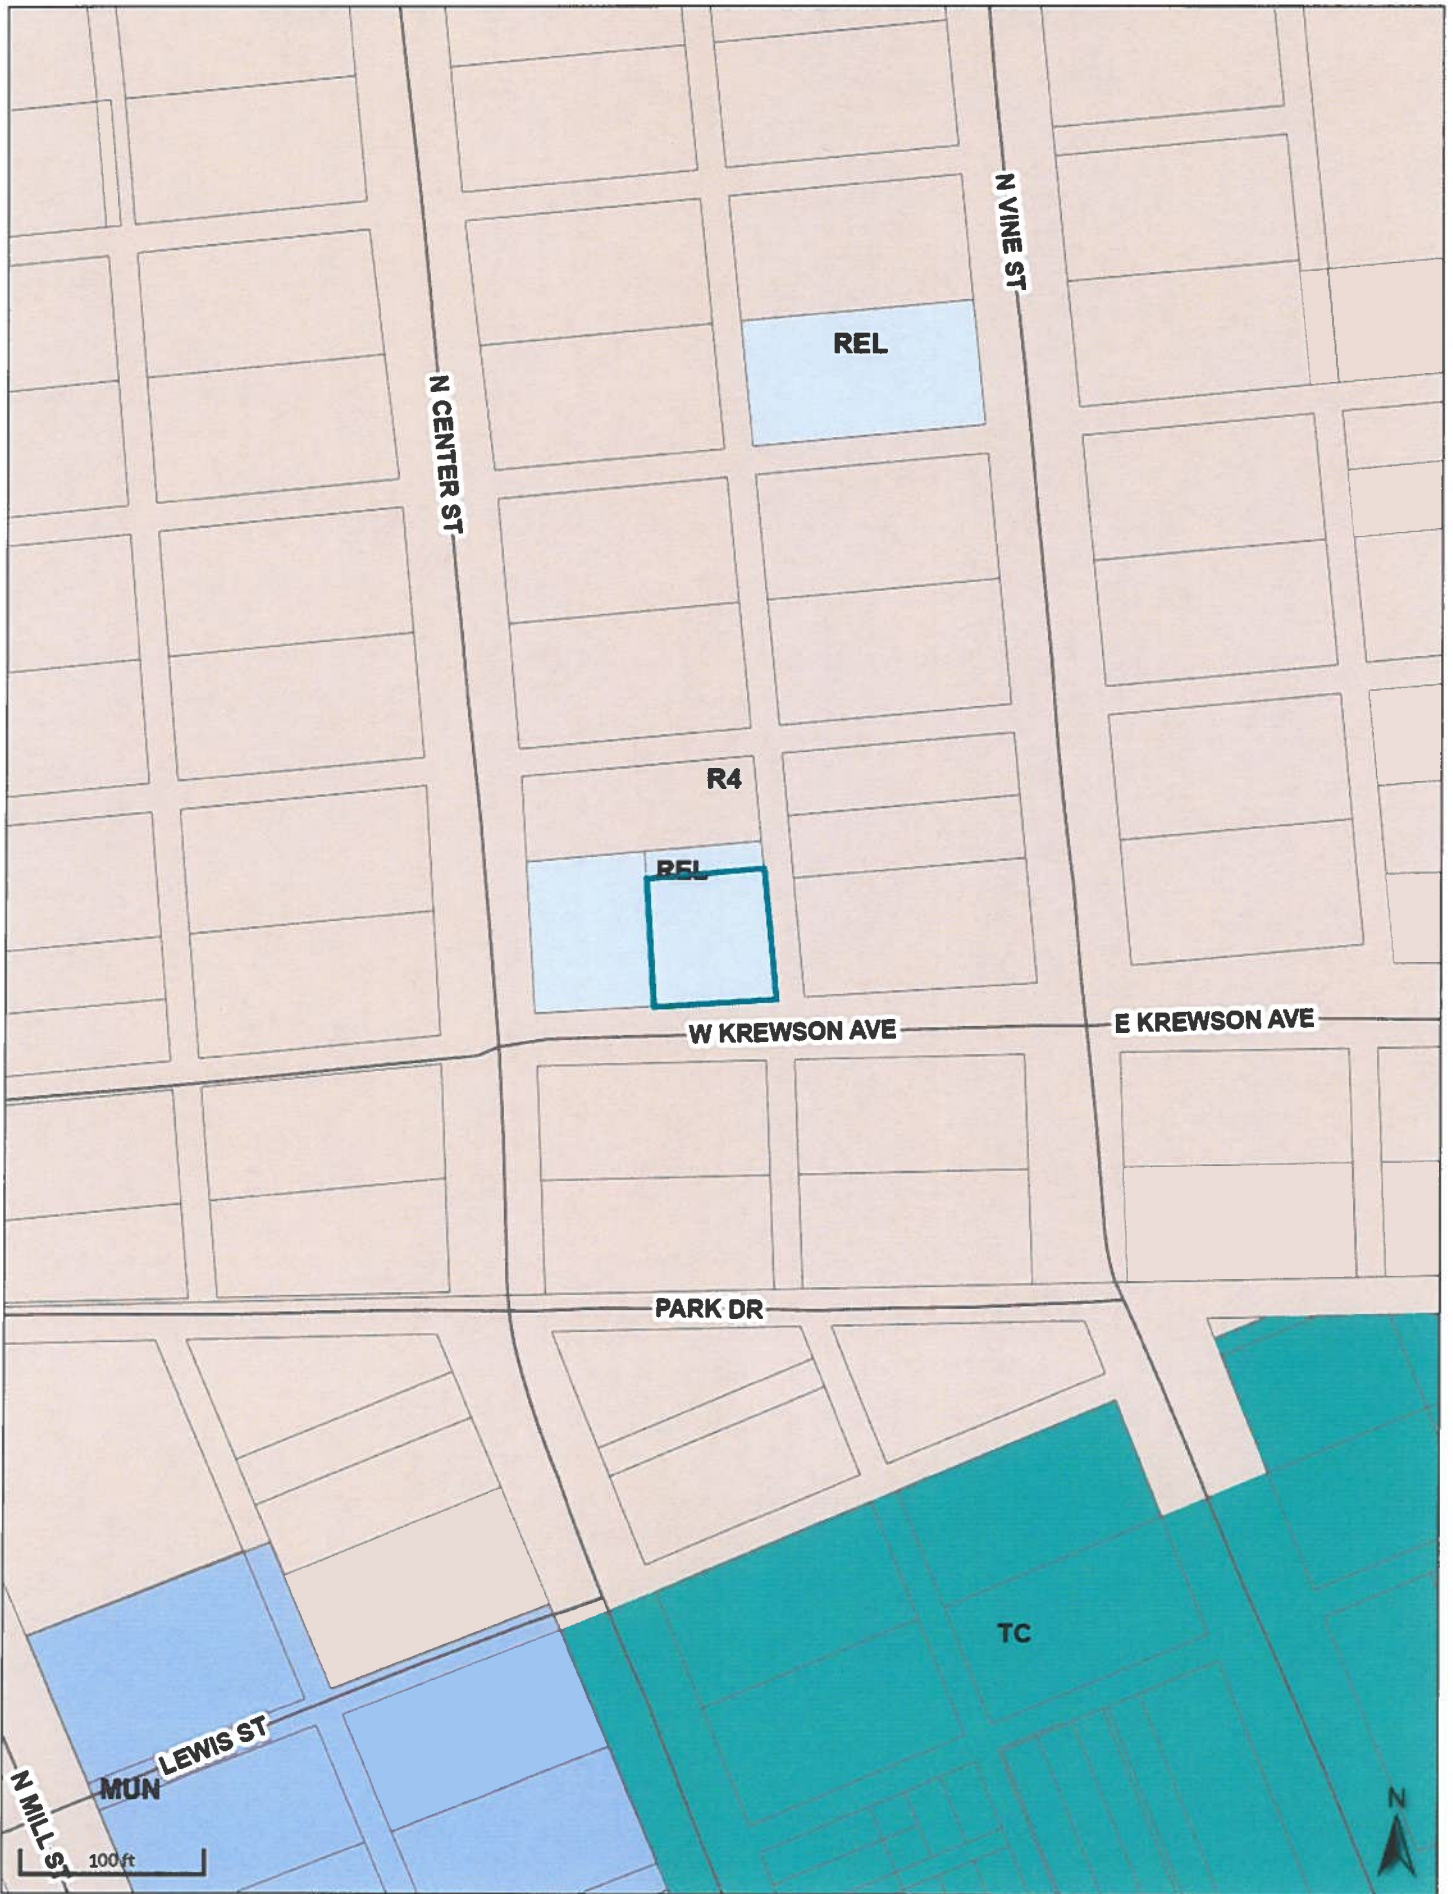 N VINE ST
REL
N CENTER ST
R4
REL
W KREWSON AVE
E KREWSON AVE
PARK DR
TC
LEWIS ST
MUN
N MILL ST
N
100 ft